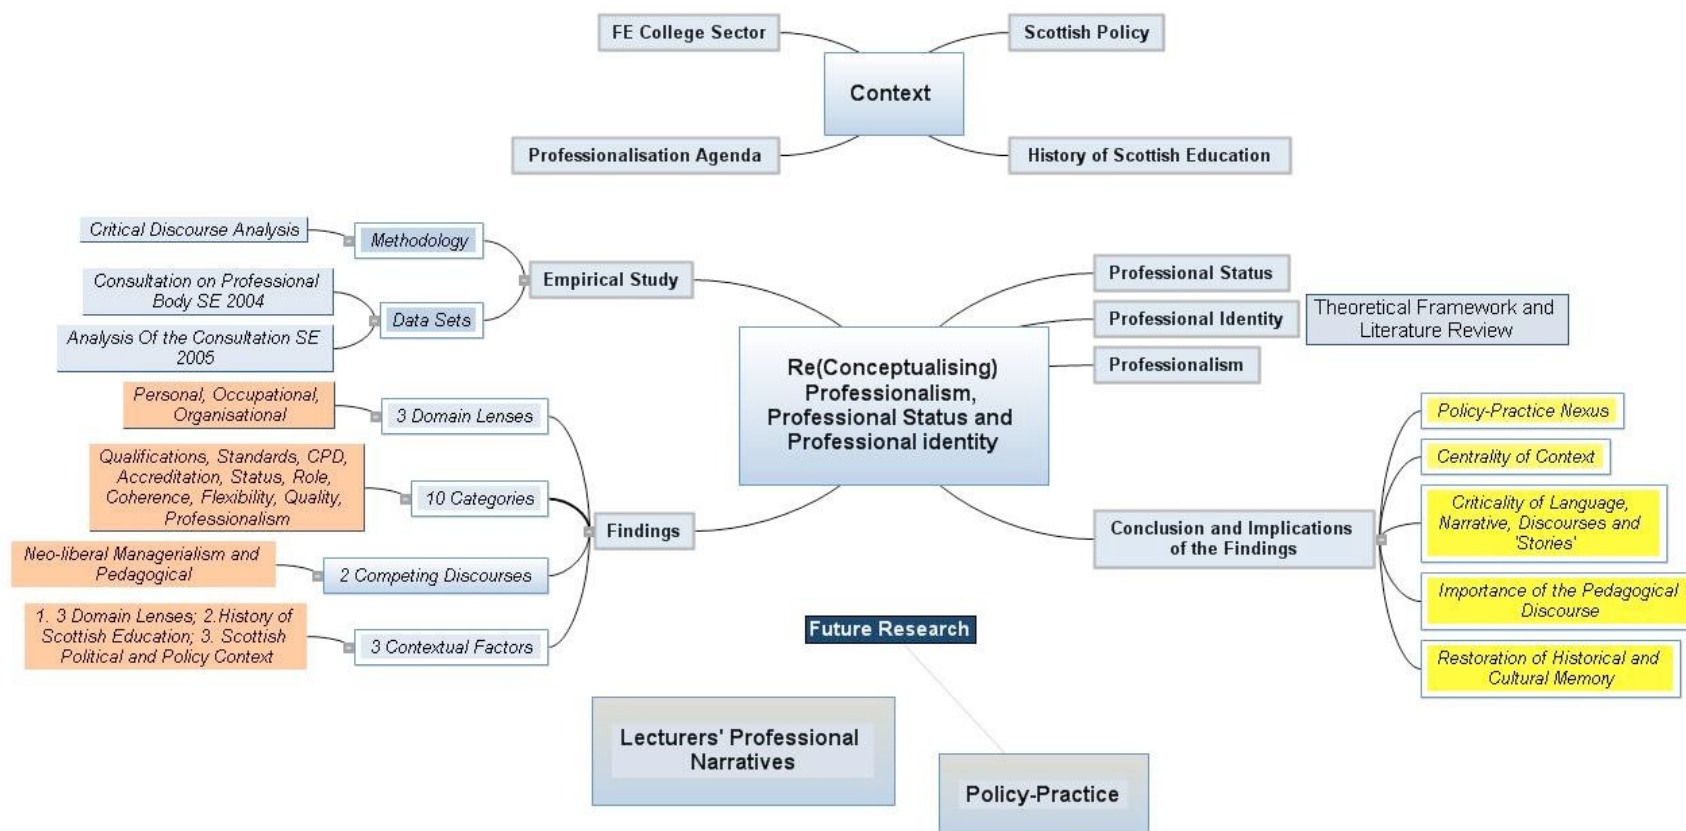 FE College Sector
Scottish Policy
Context
Professionalisation Agenda
History of Scottish Education
Critical Discourse Analysis
Methodology
Consultation on Professional
Body SE 2004
Data Sets
Analysis Of the Consultation SE
2005
Empirical Study
Professional Status
Professional Identity
Professionalism
Theoretical Framework and
Literature Review
Re(Conceptualising)
Professionalism,
Professional Status and
Professional identity
Personal, Occupational,
Organisational
3 Domain Lenses
Qualifications, Standards, CPD,
Accreditation, Status, Role,
Coherence, Flexibility, Quality,
Professionalism
10 Categories
Findings
Neo-liberal Managerialism and
Pedagogical
2 Competing Discourses
1. 3 Domain Lenses; 2.History of
Scottish Education; 3. Scottish
Political and Policy Context
3 Contextual Factors
Conclusion and Implications
of the Findings
Policy-Practice Nexus
Centrality of Context
Criticality of Language,
Narrative, Discourses and
'Stories'
Importance of the Pedagogical
Discourse
Restoration of Historical and
Cultural Memory
Future Research
Lecturers' Professional
Narratives
Policy-Practice